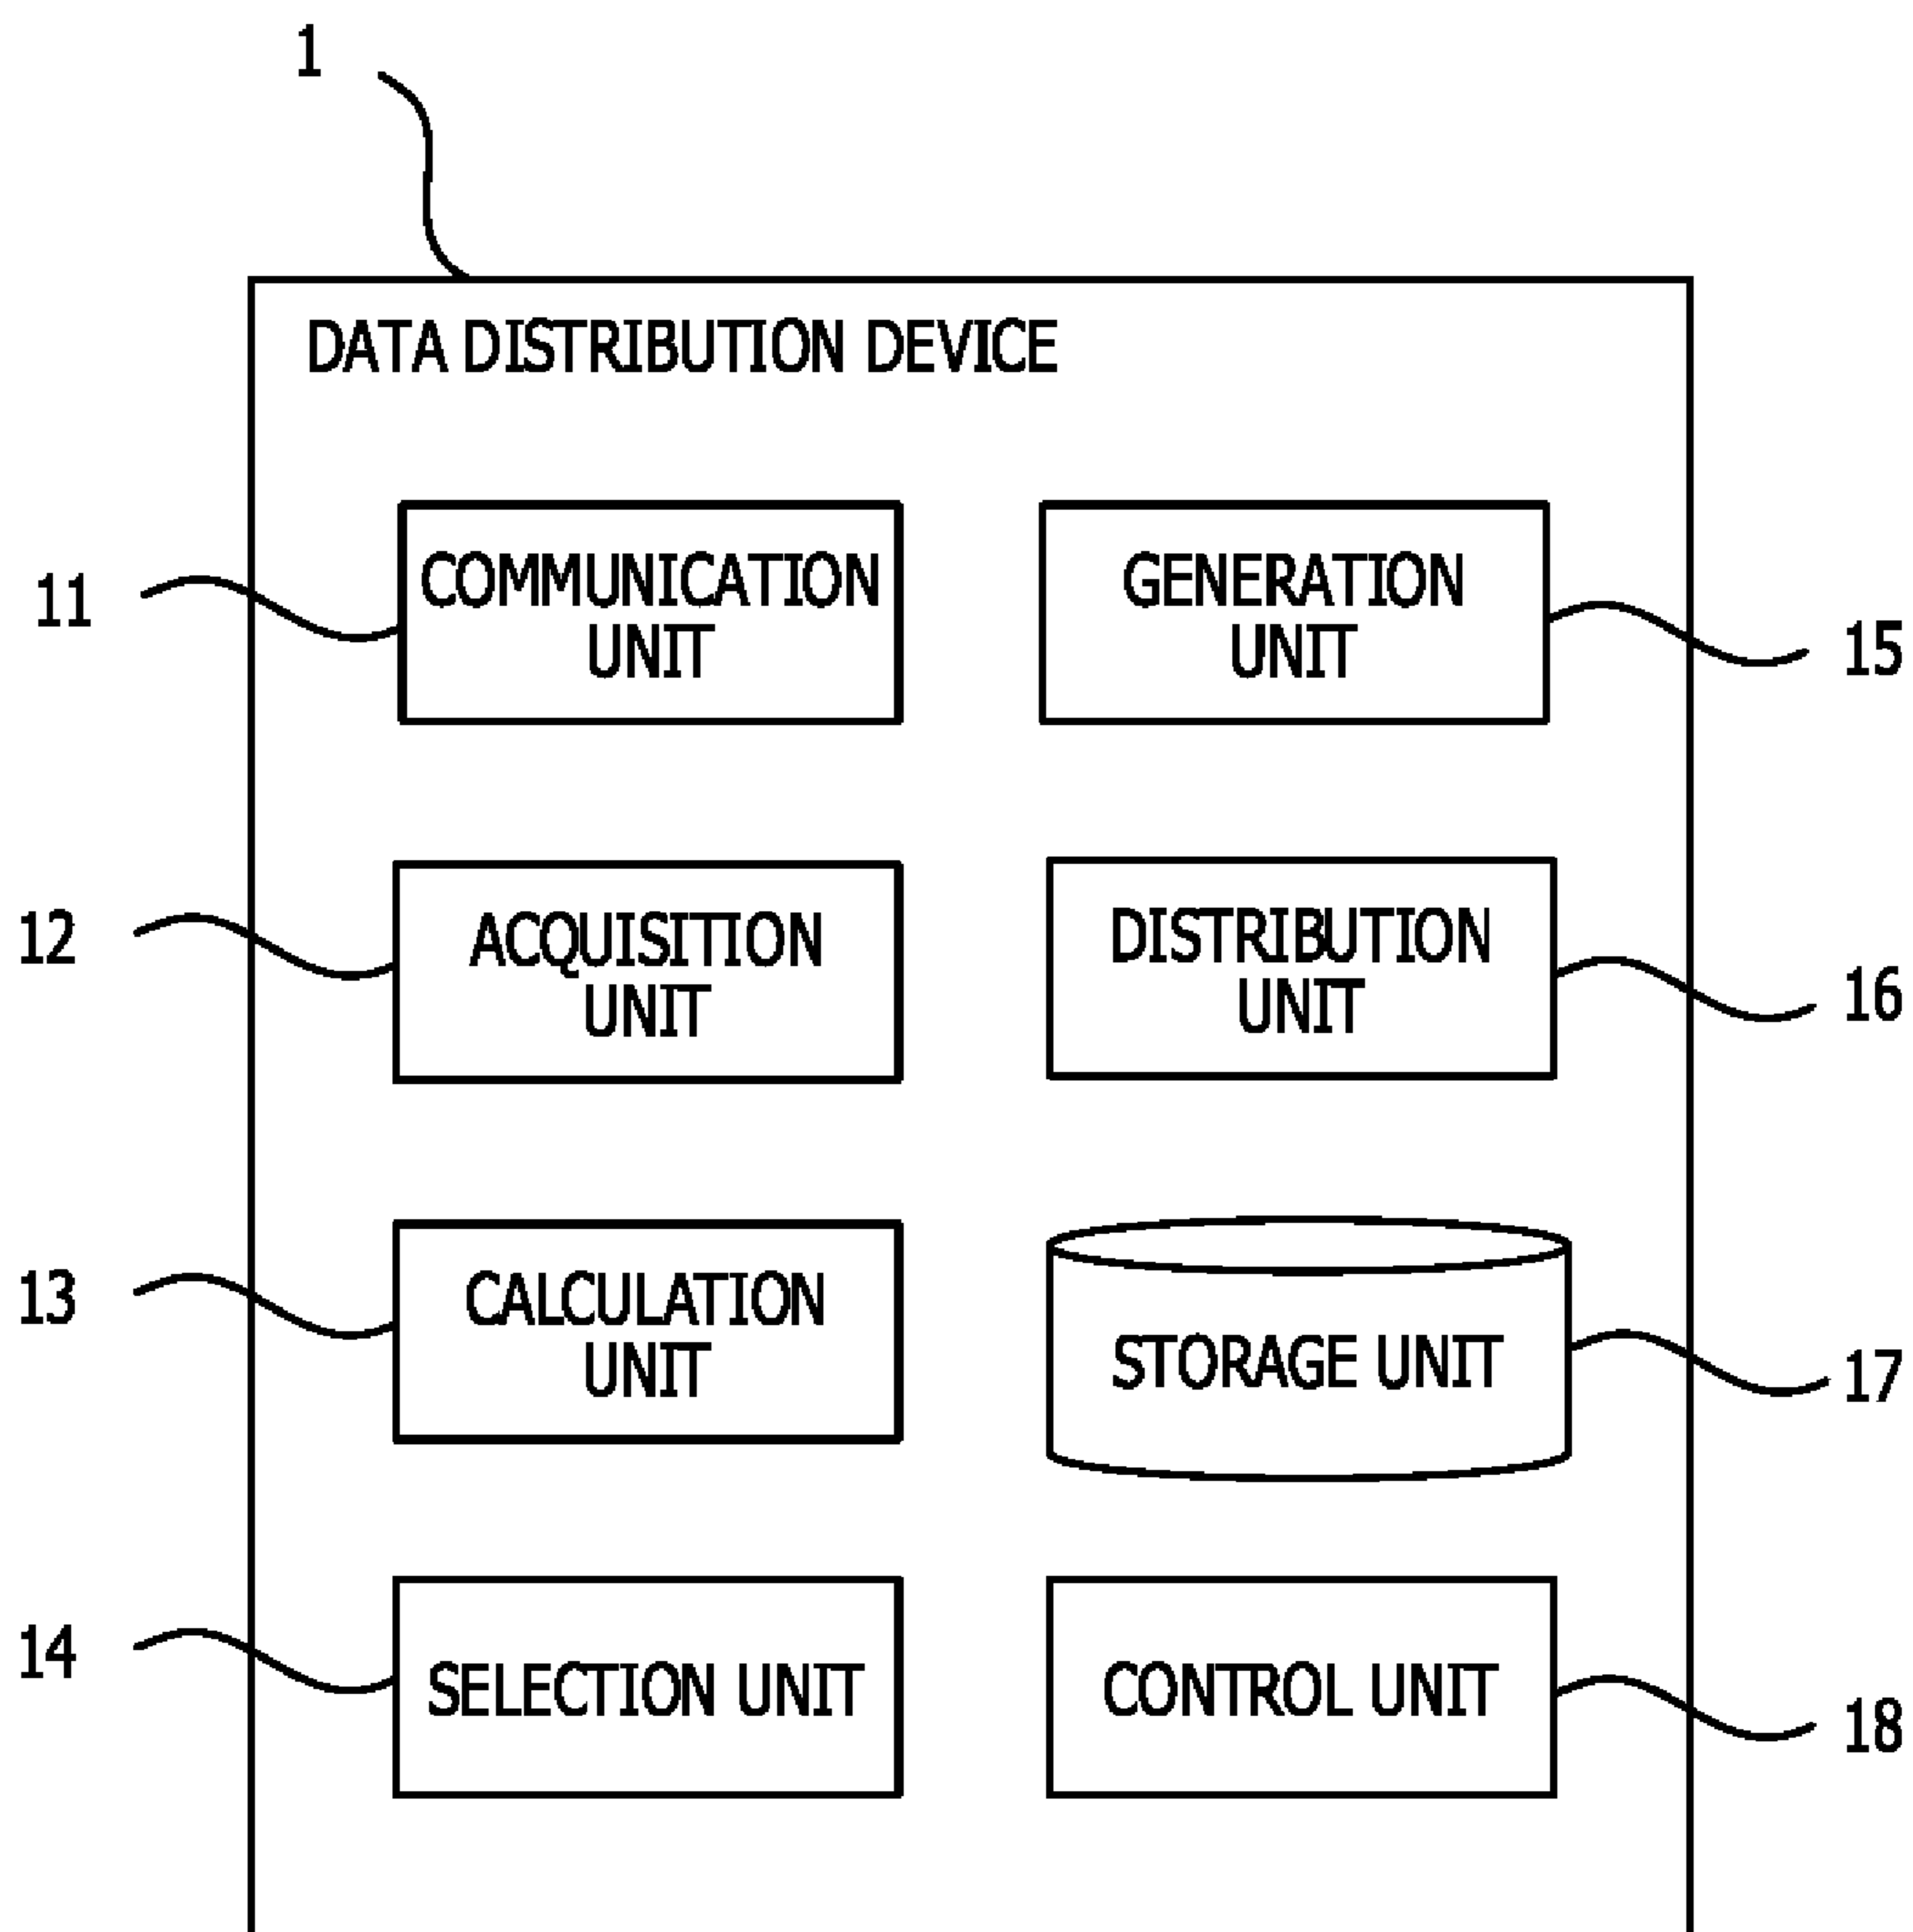 1
DATA DISTRIBUTION DEVICE
11
COMMUNICATION
UNIT
GENERATION
UNIT
15
12
ACQUISITION
UNIT
DISTRIBUTION
UNIT
16
13
CALCULATION
UNIT
STORAGE UNIT
17
14
SELECTION UNIT
CONTROL UNIT
18